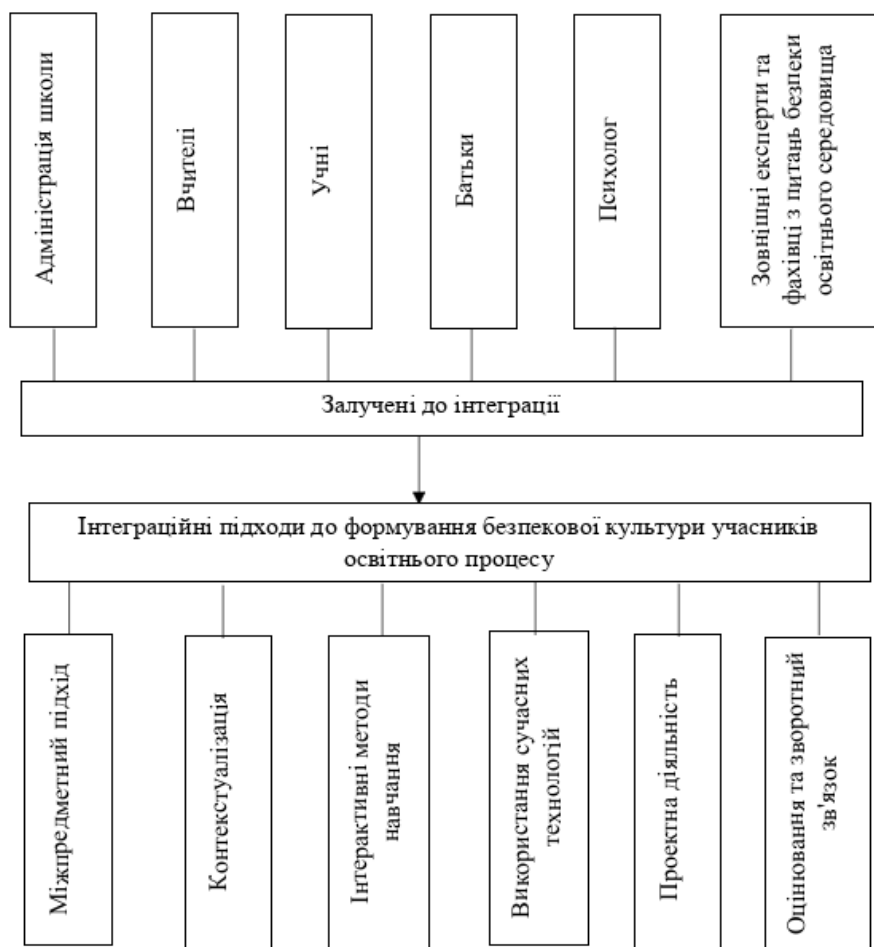 Адміністрація школи
Вчителі
Учні
Батьки
Психолог
Зовнішні експерти та
фахівці з питань безпеки
освітнього середовища
Залучені до інтеграції
Інтеграційні підходи до формування безпекової культури учасників
освітнього процесу
Міжпредметний підхід
Контекстуалізація
Інтерактивні методи
навчання
Використання сучасних
технологій
Проектна діяльність
Оцінювання та зворотний
зв'язок